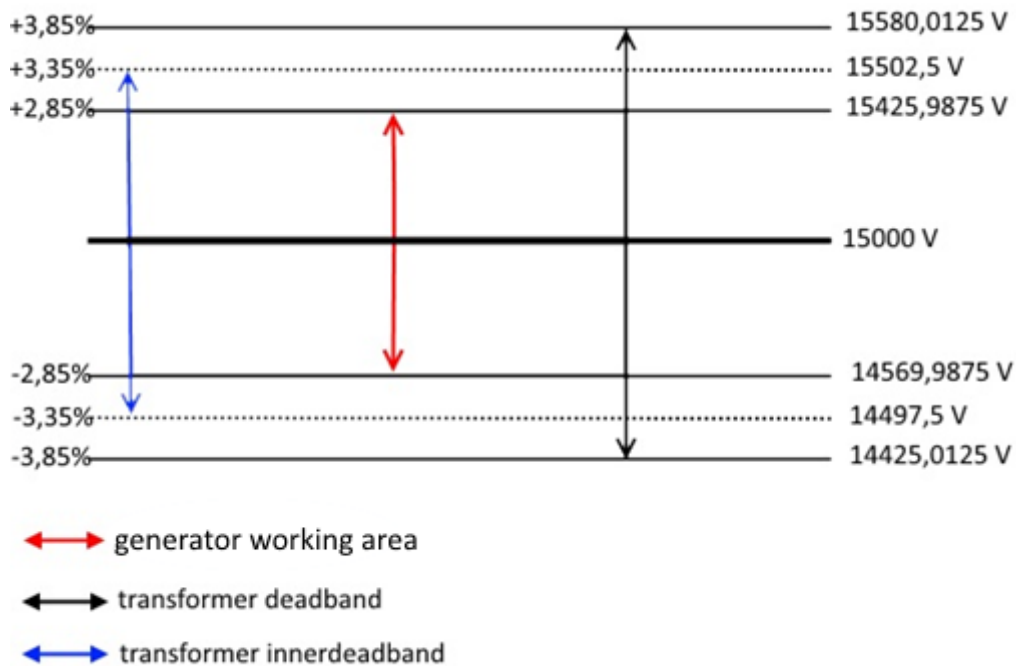 +3,85% 15580,0125 V
+3,35% 15502,5 V
+2,85% 15425,9875 V
15000 V
-2,85% 14569,9875 V
-3,35% 14497,5 V
-3,85% 14425,0125 V
generator working area
transformer deadband
transformer innerdeadband